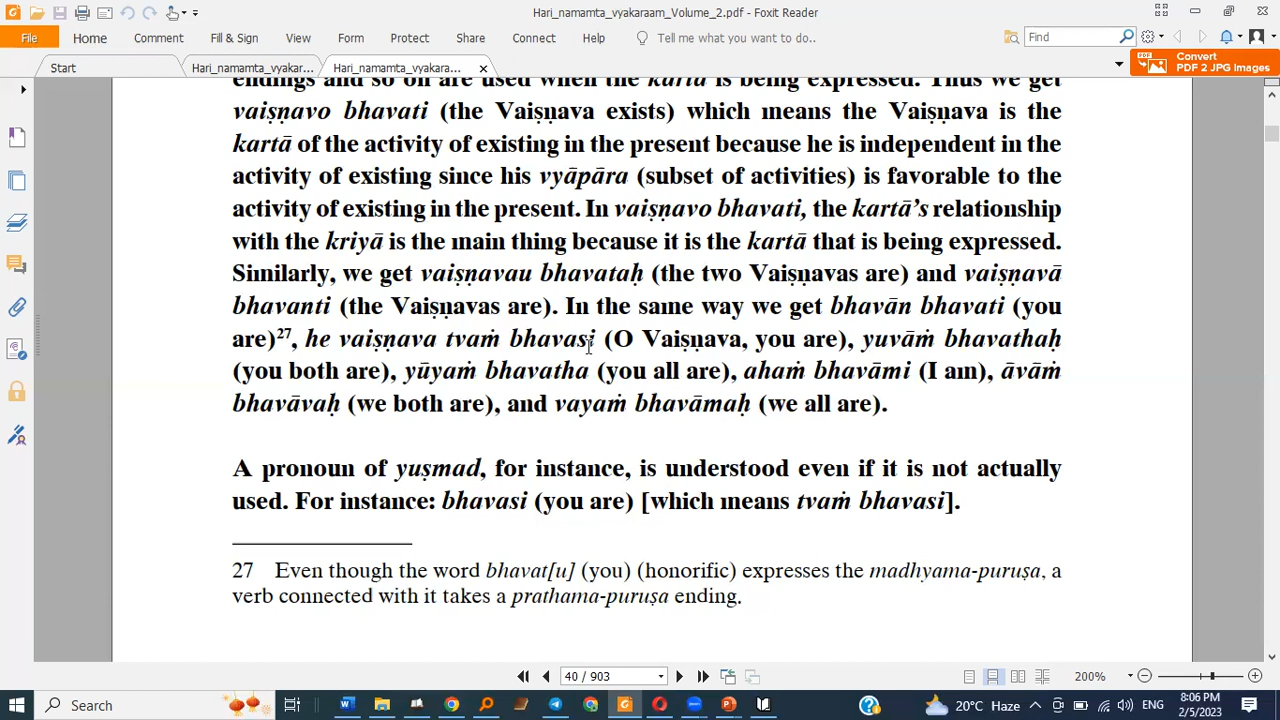 Hari_namamta_vyakaraam_Volume_2.pdf - Foxit Reader
File Home Comment Fill & Sign View Form Protect Share Connect Help Tell me what you want to do.. Find
Convert
PDF 2 JPG Images
Start Hari_namamta_vyakar... Hari_namamta_vyakara...
endings and so on are used when the kartā is being expressed. Thus we get
vaiṣṇavo bhavati (the Vaiṣṇava exists) which means the Vaiṣṇava is the
kartā of the activity of existing in the present because he is independent in the
activity of existing since his vyāpāra (subset of activities) is favorable to the
activity of existing in the present. In vaiṣṇavo bhavati, the kartā’s relationship
with the kriyā is the main thing because it is the kartā that is being expressed.
Similarly, we get vaiṣṇavau bhavataḥ (the two Vaiṣṇavas are) and vaiṣṇavā
bhavanti (the Vaiṣṇavas are). In the same way we get bhavān bhavati (you
are)27, he vaiṣṇava tvaṁ bhavasi (O Vaiṣṇava, you are), yuvāṁ bhavathaḥ
(you both are), yūyaṁ bhavatha (you all are), ahaṁ bhavāmi (I am), āvāṁ
bhavāvaḥ (we both are), and vayaṁ bhavāmaḥ (we all are).
A pronoun of yuṣmad, for instance, is understood even if it is not actually
used. For instance: bhavasi (you are) [which means tvaṁ bhavasi].
27 Even though the word bhavat[u] (you) (honorific) expresses the madhyama-puruṣa, a
verb connected with it takes a prathama-puruṣa ending.
40 / 903 200%
Search 20°C Haze ENG 8:06 PM
2/5/2023